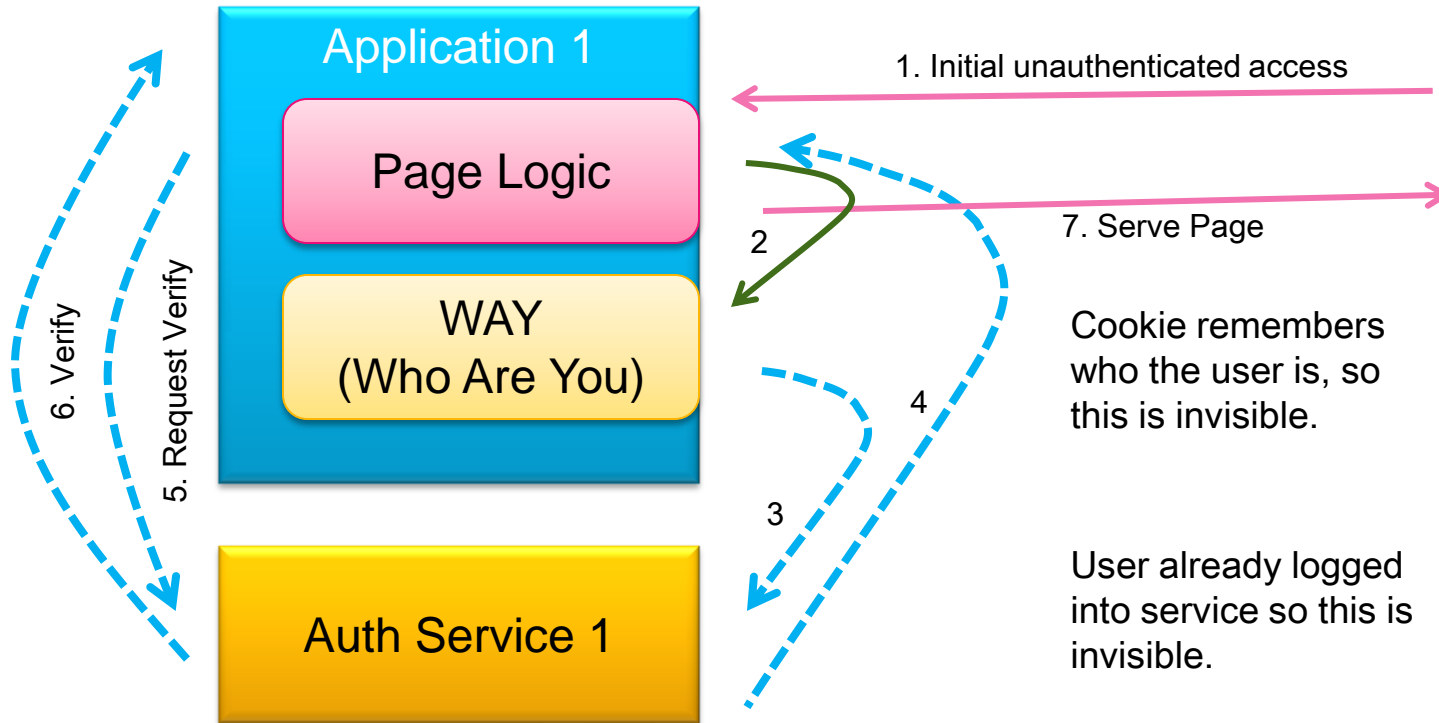 Application 1
1. Initial unauthenticated access
Page Logic
7. Serve Page
2
WAY
(Who Are You)
6. Verify
5. Request Verify
4
Cookie remembers
who the user is, so
this is invisible.
3
User already logged
into service so this is
invisible.
Auth Service 1